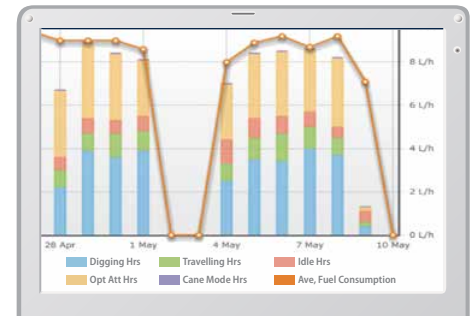 8 L/h
6 L/h
4 L/h
2 L/h
0 L/h
28 Apr 1 May 4 May 7 May 10 May
Digging Hrs Travelling Hrs Idle Hrs
Opt Att Hrs Cane Mode Hrs Ave, Fuel Consumption